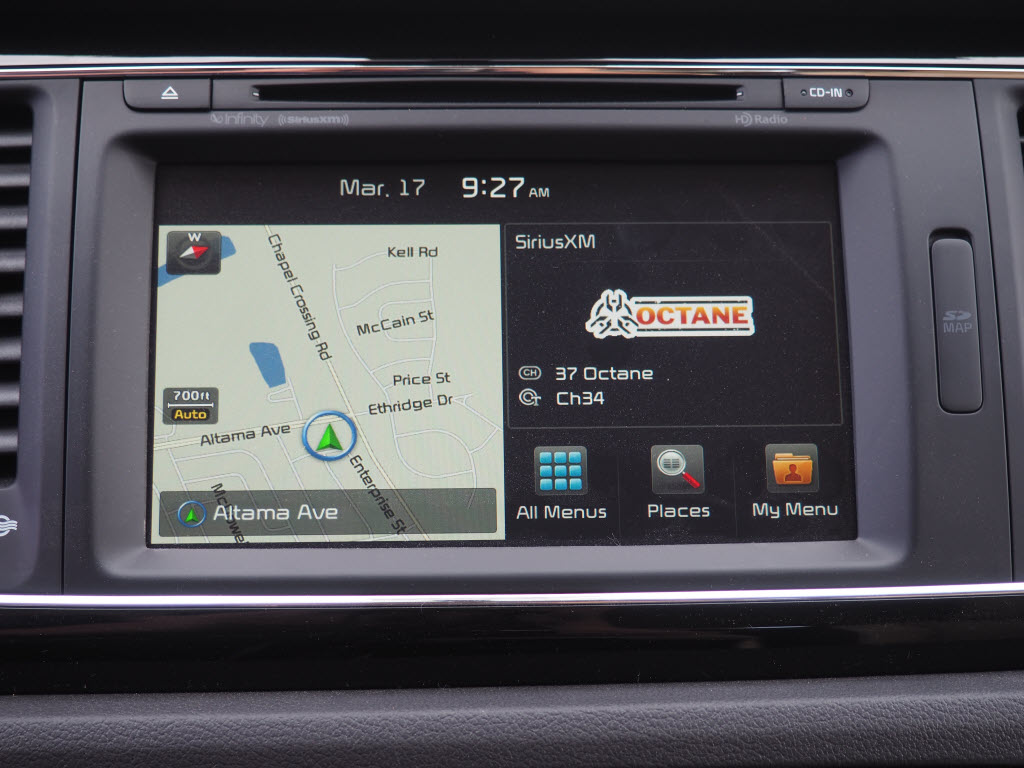 CD-IN
Infinity ((SiriusXM))
HD Radio
Mar. 17 9:27 AM
W
Kell Rd
Chapel Crossing Rd
McCain St
Price St
Ethridge Dr
700ft
Auto
Altama Ave
Enterprise St
Altama Ave
SiriusXM
OCTANE
CH 37 Octane
Ch34
All Menus
Places
My Menu
SD
MAP